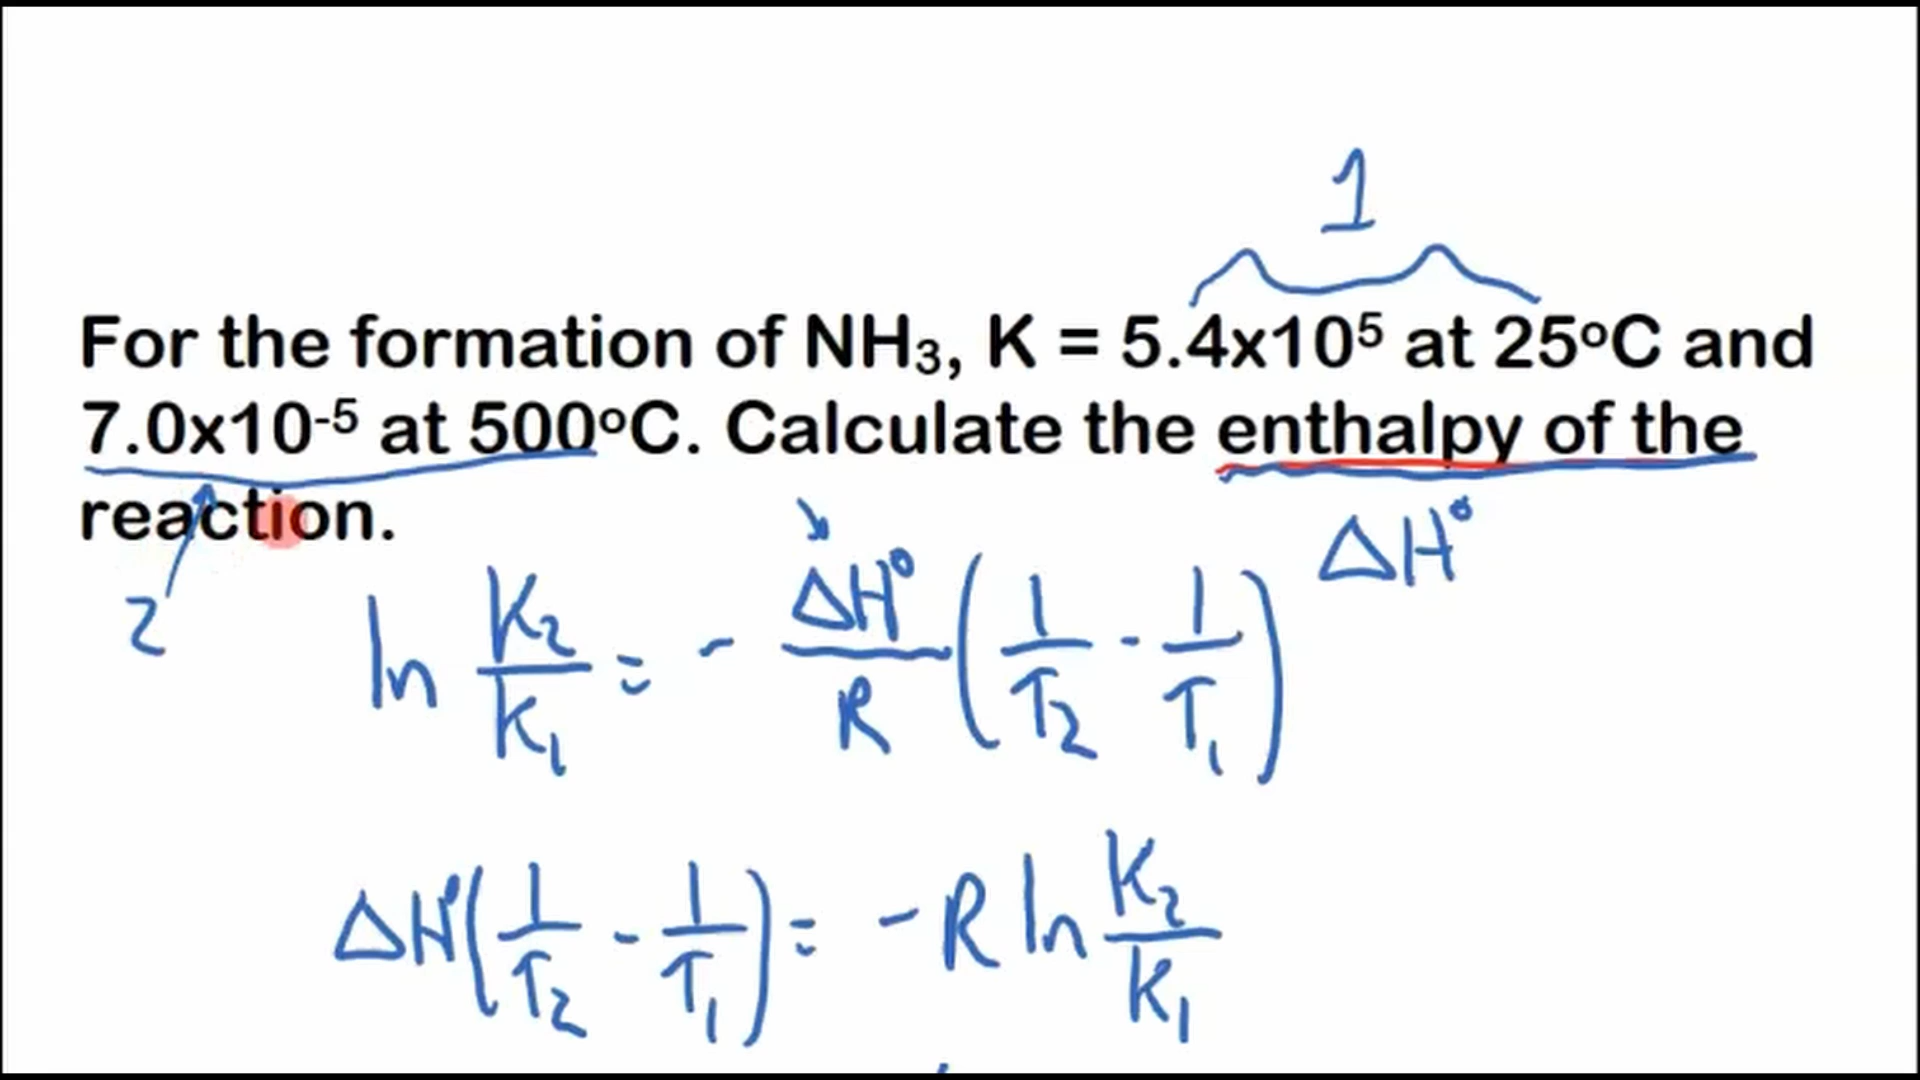 1
For the formation of NH₃, K = 5.4x10⁵ at 25ºC and
7.0x10⁻⁵ at 500ºC. Calculate the enthalpy of the
reaction.
ΔH°
2
ln K₂/K₁ = - ΔH°/R (1/T₂ - 1/T₁)
ΔH°(1/T₂ - 1/T₁) = - R ln K₂/K₁